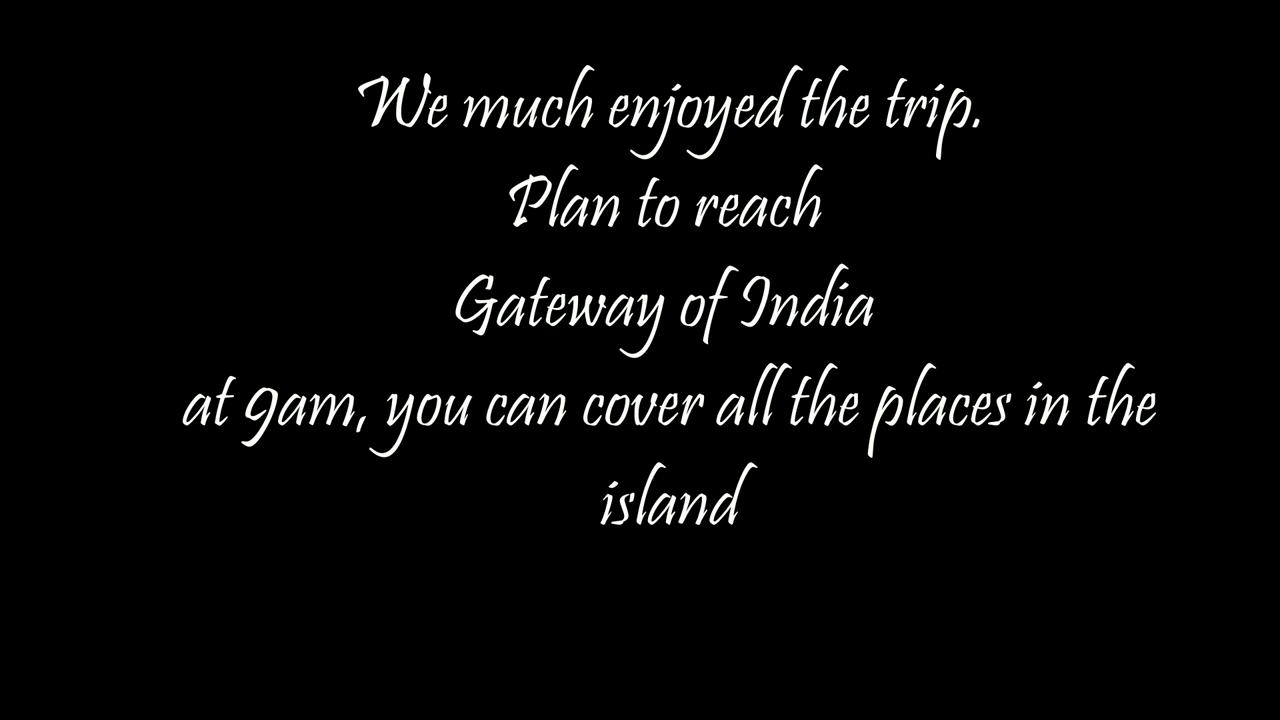 We much enjoyed the trip.
Plan to reach
Gateway of India
at 9am, you can cover all the places in the
island